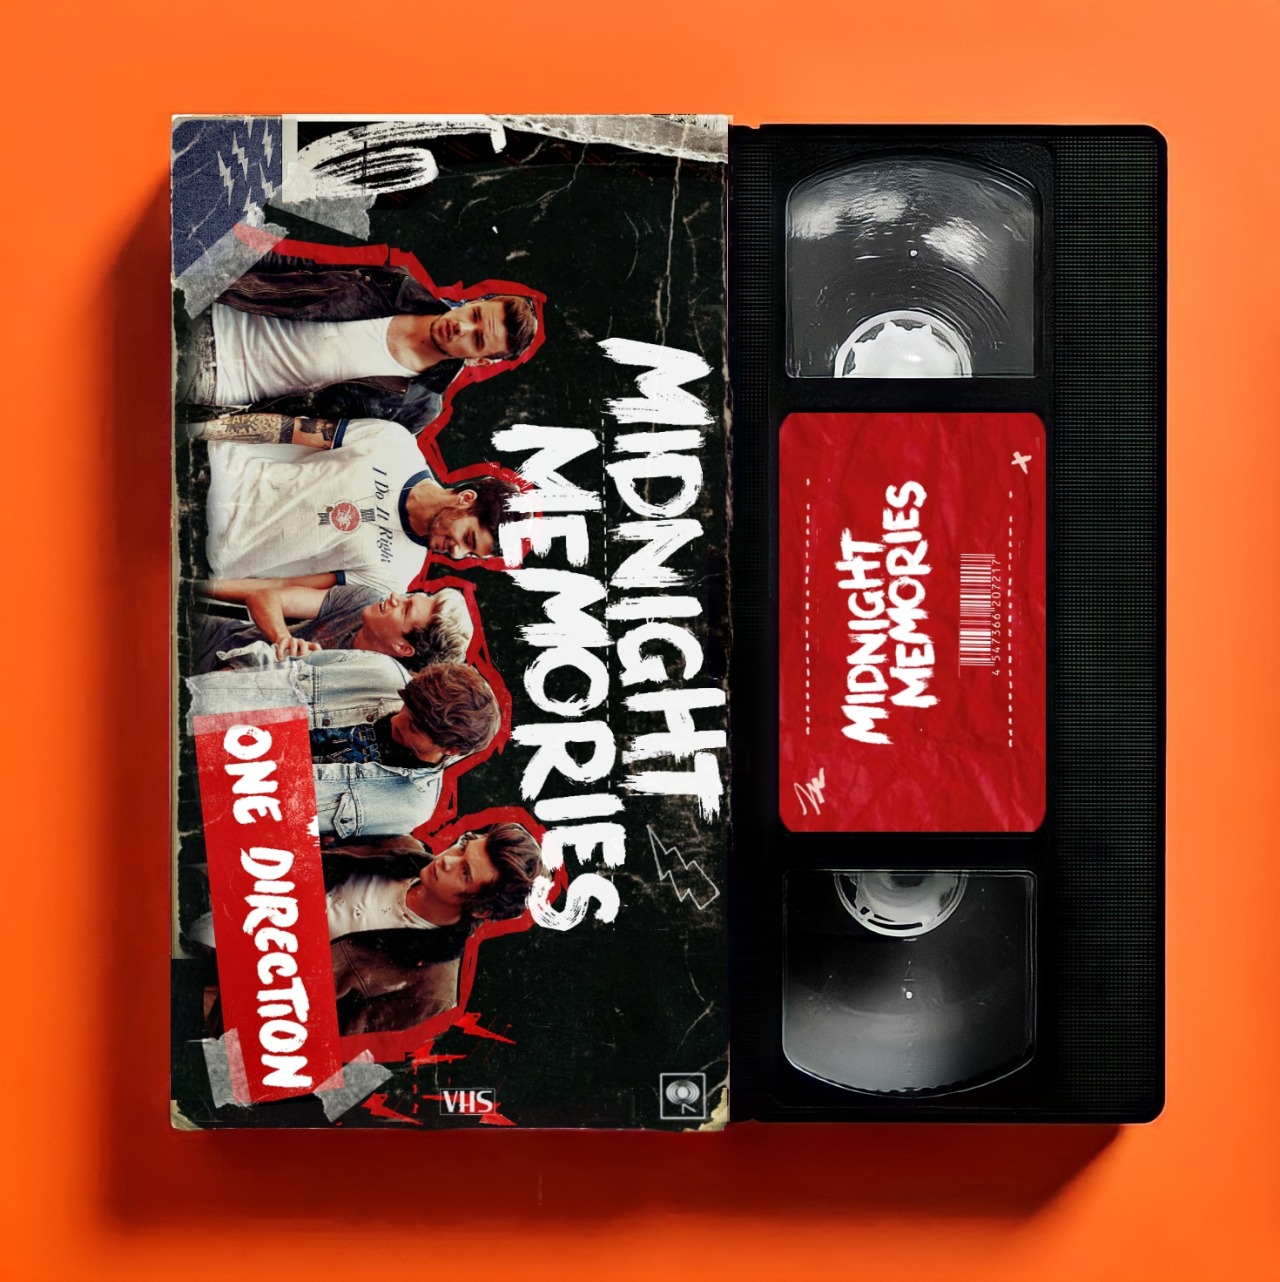 MIDNIGHT
MEMORIES
I Do It Right
ONE DIRECTION
VHS
MIDNIGHT
MEMORIES
4 547366 207217